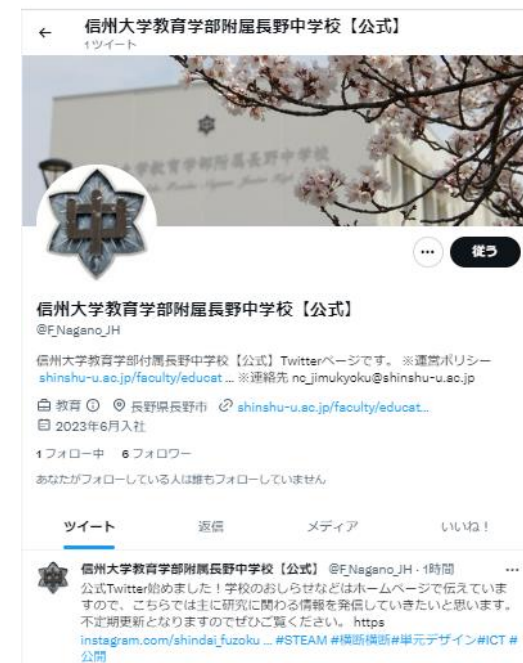 信州大学教育学部附属長野中学校【公式】
1ツイート
大学教育学部附属長野中学校
中
従う
信州大学教育学部附属長野中学校【公式】
@F_Nagano_JH
信州大学教育学部付属長野中学校【公式】Twitterページです。 ※運営ポリシー
shinshu-u.ac.jp/faculty/educat ... ※連絡先 nc_jimukyoku@shinshu-u.ac.jp
教育 長野県長野市 shinshu-u.ac.jp/faculty/educat...
2023年6月入社
1フォロー中 6フォロワー
あなたがフォローしている人は誰もフォローしていません
ツイート 返信 メディア いいね！
信州大学教育学部附属長野中学校【公式】 @F_Nagano_JH · 1時間
公式Twitter始めました！学校のおしらせなどはホームページで伝えていま
すので、こちらでは主に研究に関わる情報を発信していきたいと思います。
不定期更新となりますのでぜひご覧ください。 https
instagram.com/shindai_fuzoku ... #STEAM #横断横断#単元デザイン#ICT #
公開